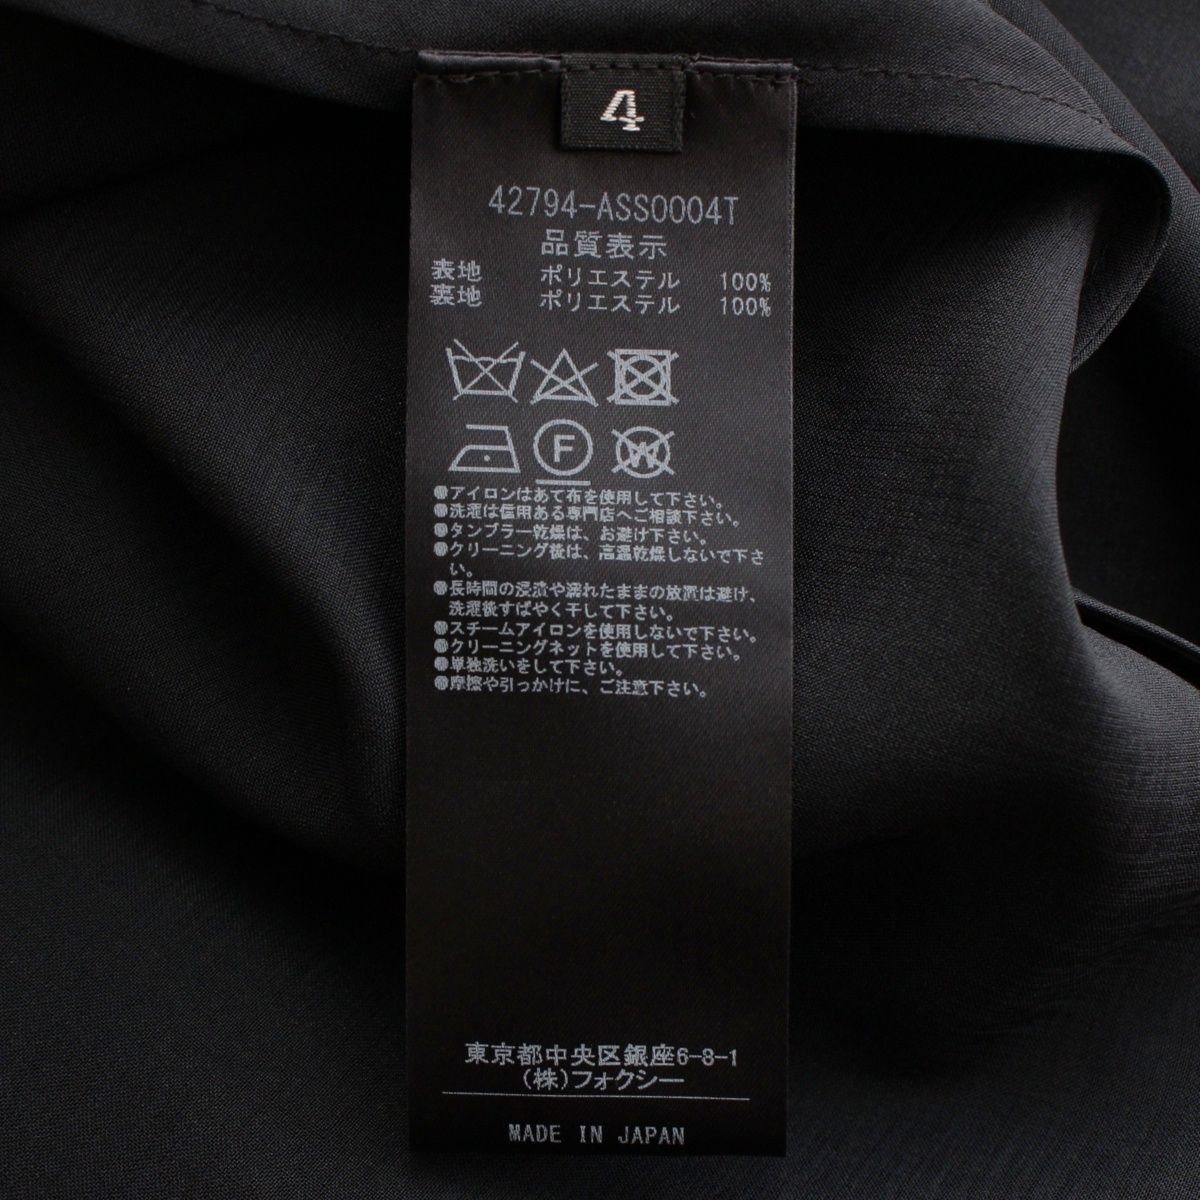 4
42794-ASS0004T
品質表示
表地 ポリエステル 100%
裏地 ポリエステル 100%
F
W
●アイロンはあて布を使用して下さい。
●洗濯は信用ある専門店へご相談下さい。
●タンブラー乾燥は、お避け下さい。
●クリーニング後は、高温乾燥しないで下さ
い。
●長時間の浸漬や濡れたままの放置は避け、
洗濯後すばやく干して下さい。
●スチームアイロンを使用しないで下さい。
●クリーニングネットを使用して下さい。
●単独洗いをして下さい。
●摩擦や引っかけに、ご注意下さい。
東京都中央区銀座6-8-1
(株)フォクシー
MADE IN JAPAN